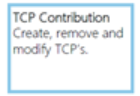 TCP Contribution
Create, remove and
modify TCP's.